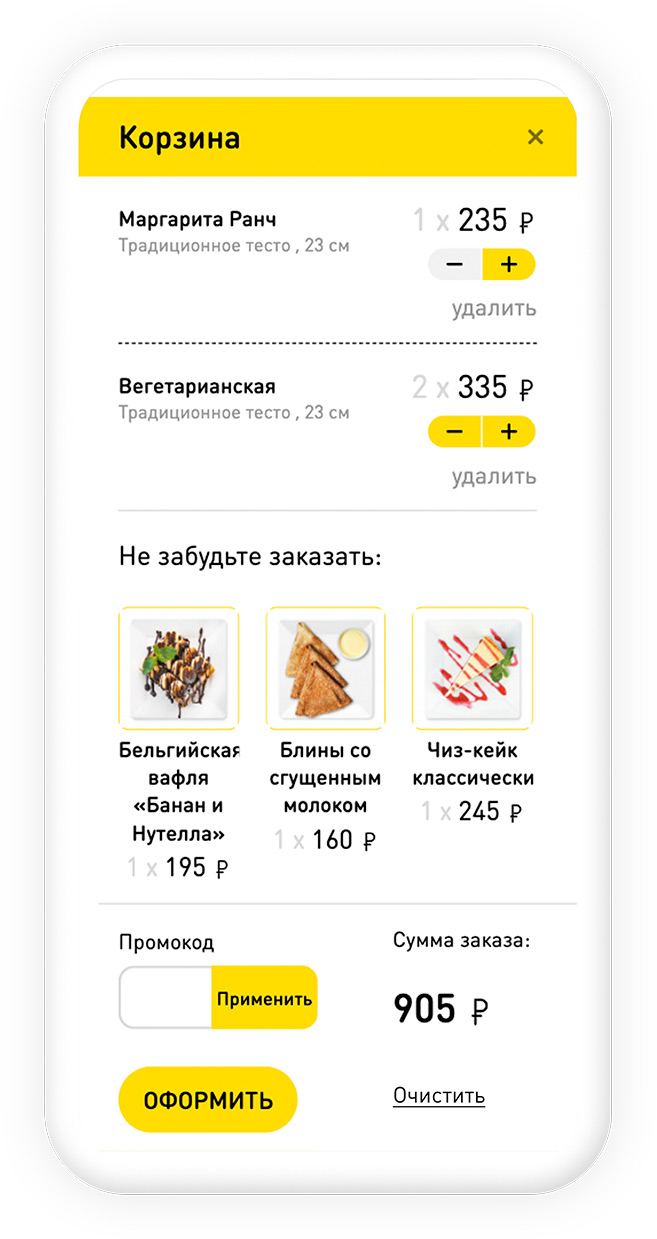 Корзина
×
Маргарита Ранч
1 x 235 ₽
Традиционное тесто , 23 см
− +
удалить
Вегетарианская
2 x 335 ₽
Традиционное тесто , 23 см
− +
удалить
Не забудьте заказать:
Бельгийская
вафля
«Банан и
Нутелла»
1 x 195 ₽
Блины со
сгущенным
молоком
1 x 160 ₽
Чиз-кейк
классически
1 x 245 ₽
Промокод
Применить
Сумма заказа:
905 ₽
ОФОРМИТЬ
Очистить